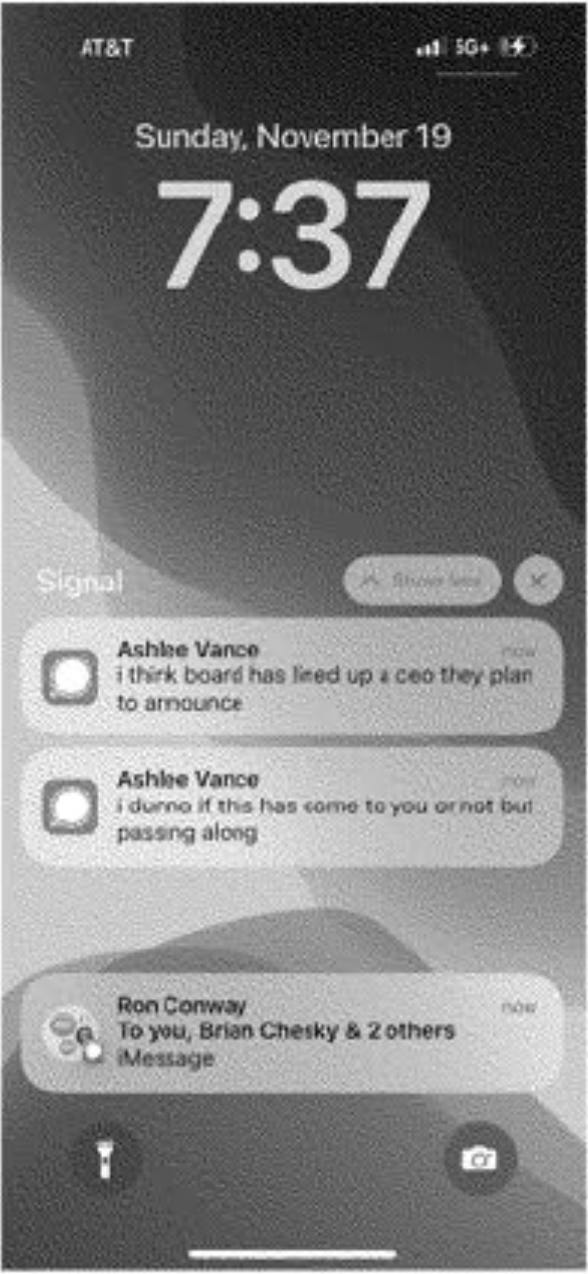 AT&T 5G+
Sunday, November 19
7:37
Signal
Show less
Ashlee Vance now
i think board has lined up a ceo they plan
to announce
Ashlee Vance now
i dunno if this has come to you or not but
passing along
Ron Conway now
To you, Brian Chesky & 2 others
iMessage